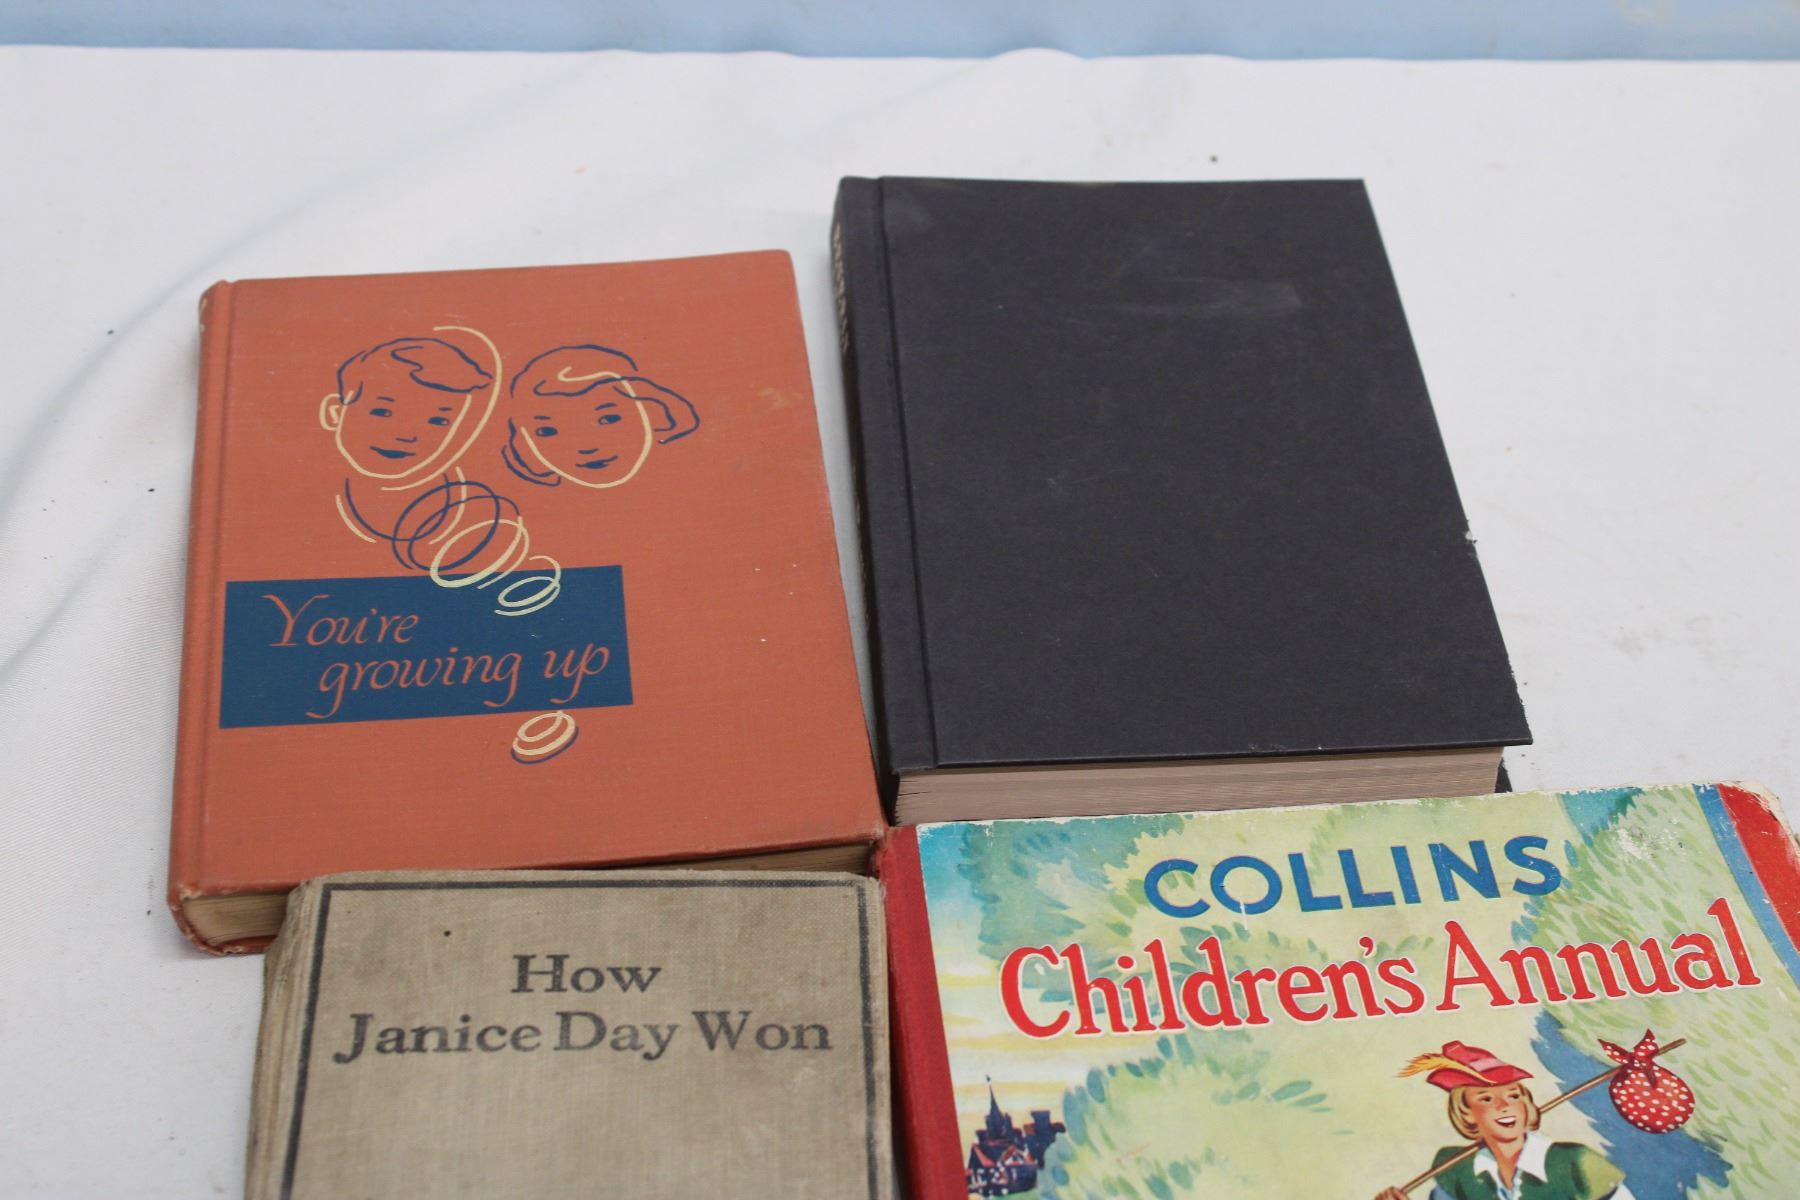 You're
growing up
How
Janice Day Won
COLLINS
Children's Annual